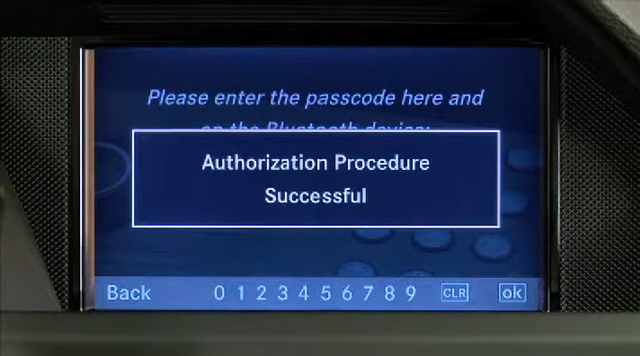 Please enter the passcode here and
on the Bluetooth device:
Authorization Procedure
Successful
Back 0 1 2 3 4 5 6 7 8 9 CLR ok